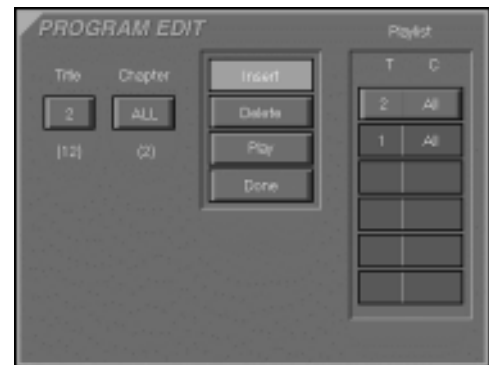 PROGRAM EDIT
Playlist
Title Chapter
2 ALL
(12) (2)
Insert
Delete
Play
Done
T C
2 All
1 All